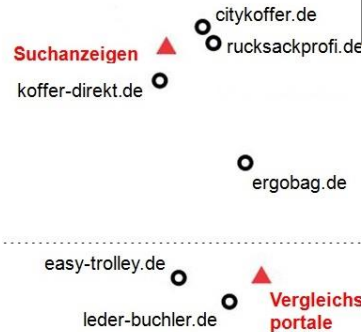 citykoffer.de
Suchanzeigen
rucksackprofi.de
koffer-direkt.de
ergobag.de
easy-trolley.de
leder-buchler.de
Vergleichs
portale